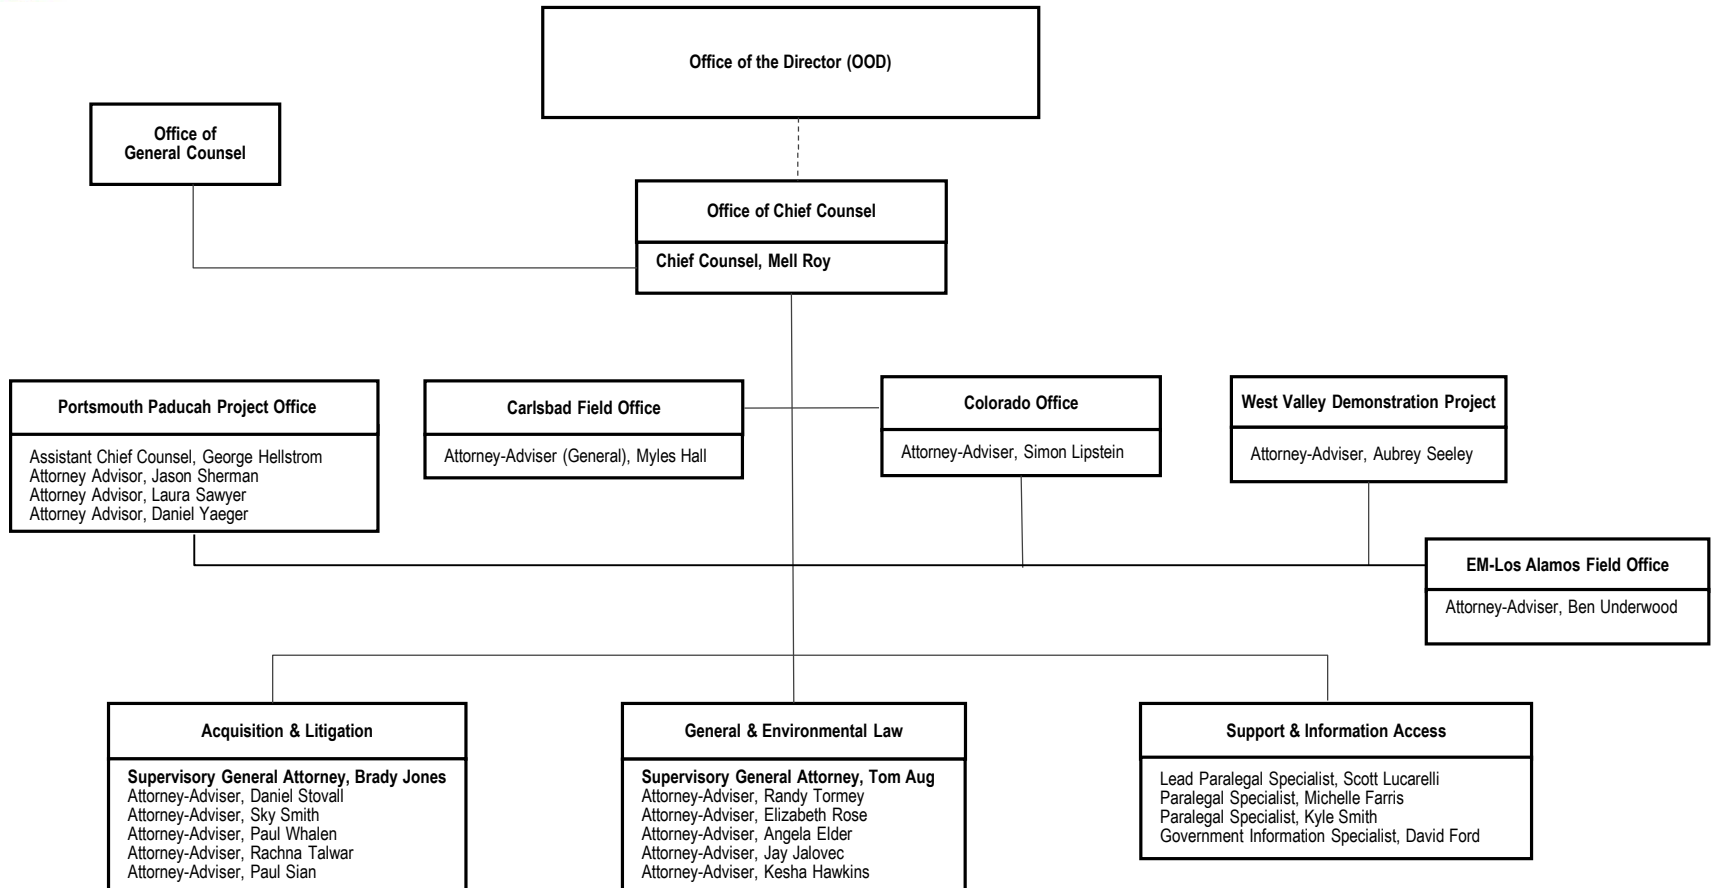 Office of the Director (OOD)
Office of
General Counsel
Office of Chief Counsel
Chief Counsel, Mell Roy
Portsmouth Paducah Project Office
Assistant Chief Counsel, George Hellstrom
Attorney Advisor, Jason Sherman
Attorney Advisor, Laura Sawyer
Attorney Advisor, Daniel Yaeger
Carlsbad Field Office
Attorney-Adviser (General), Myles Hall
Colorado Office
Attorney-Adviser, Simon Lipstein
West Valley Demonstration Project
Attorney-Adviser, Aubrey Seeley
EM-Los Alamos Field Office
Attorney-Adviser, Ben Underwood
Acquisition & Litigation
Supervisory General Attorney, Brady Jones
Attorney-Adviser, Daniel Stovall
Attorney-Adviser, Sky Smith
Attorney-Adviser, Paul Whalen
Attorney-Adviser, Rachna Talwar
Attorney-Adviser, Paul Sian
General & Environmental Law
Supervisory General Attorney, Tom Aug
Attorney-Adviser, Randy Tormey
Attorney-Adviser, Elizabeth Rose
Attorney-Adviser, Angela Elder
Attorney-Adviser, Jay Jalovec
Attorney-Adviser, Kesha Hawkins
Support & Information Access
Lead Paralegal Specialist, Scott Lucarelli
Paralegal Specialist, Michelle Farris
Paralegal Specialist, Kyle Smith
Government Information Specialist, David Ford